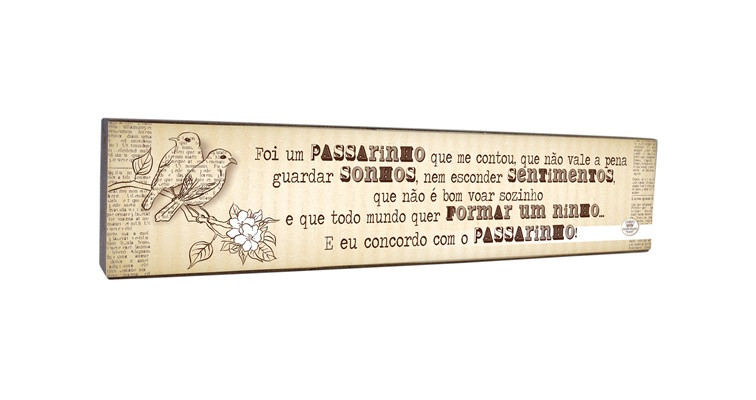 Foi um PASSARINHO que me contou, que não vale a pena
guardar SONHOS, nem esconder SENTIMENTOS,
que não é bom voar sozinho
e que todo mundo quer FORMAR UM NINHO...
E eu concordo com o PASSARINHO!